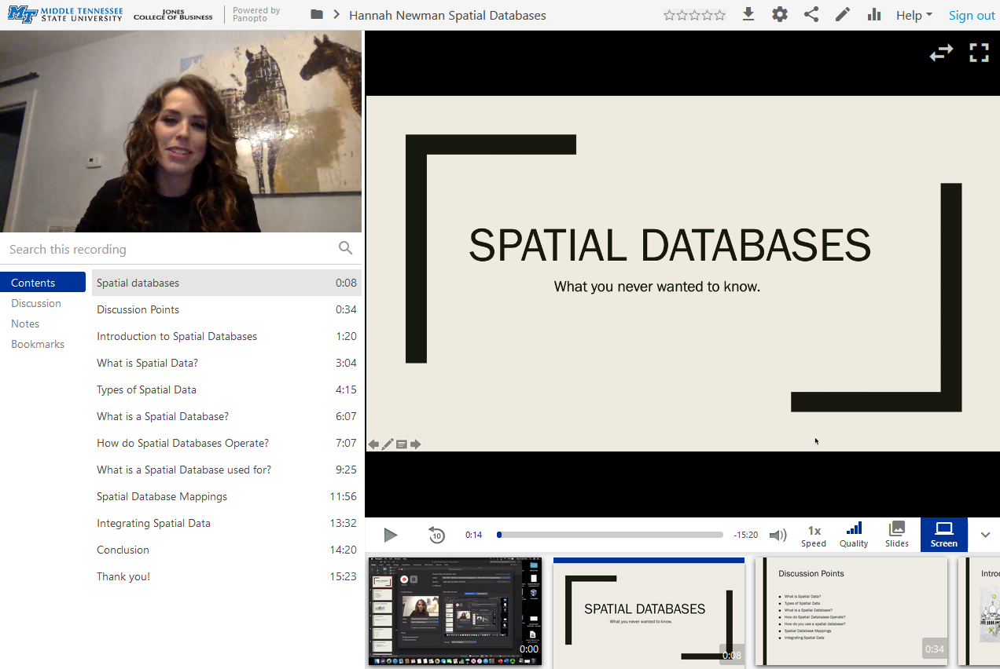 MT MIDDLE TENNESSEE
STATE UNIVERSITY
JONES
COLLEGE OF BUSINESS
Powered by
Panopto
Hannah Newman Spatial Databases
Help
Sign out
SPATIAL DATABASES
What you never wanted to know.
Search this recording
Contents
Discussion
Notes
Bookmarks
Spatial databases 0:08
Discussion Points 0:34
Introduction to Spatial Databases 1:20
What is Spatial Data? 3:04
Types of Spatial Data 4:15
What is a Spatial Database? 6:07
How do Spatial Databases Operate? 7:07
What is a Spatial Database used for? 9:25
Spatial Database Mappings 11:56
Integrating Spatial Data 13:32
Conclusion 14:20
Thank you! 15:23
10
0:14
-15:20
1x
Speed
Quality
Slides
Screen
0:00
SPATIAL DATABASES
What you never wanted to know.
0:08
Discussion Points
What is Spatial Data?
Types of Spatial Data
What is a Spatial Database?
How do Spatial Databases Operate?
How do you use a spatial database?
Spatial Database Mappings
Integrating Spatial Data
0:34
Introd